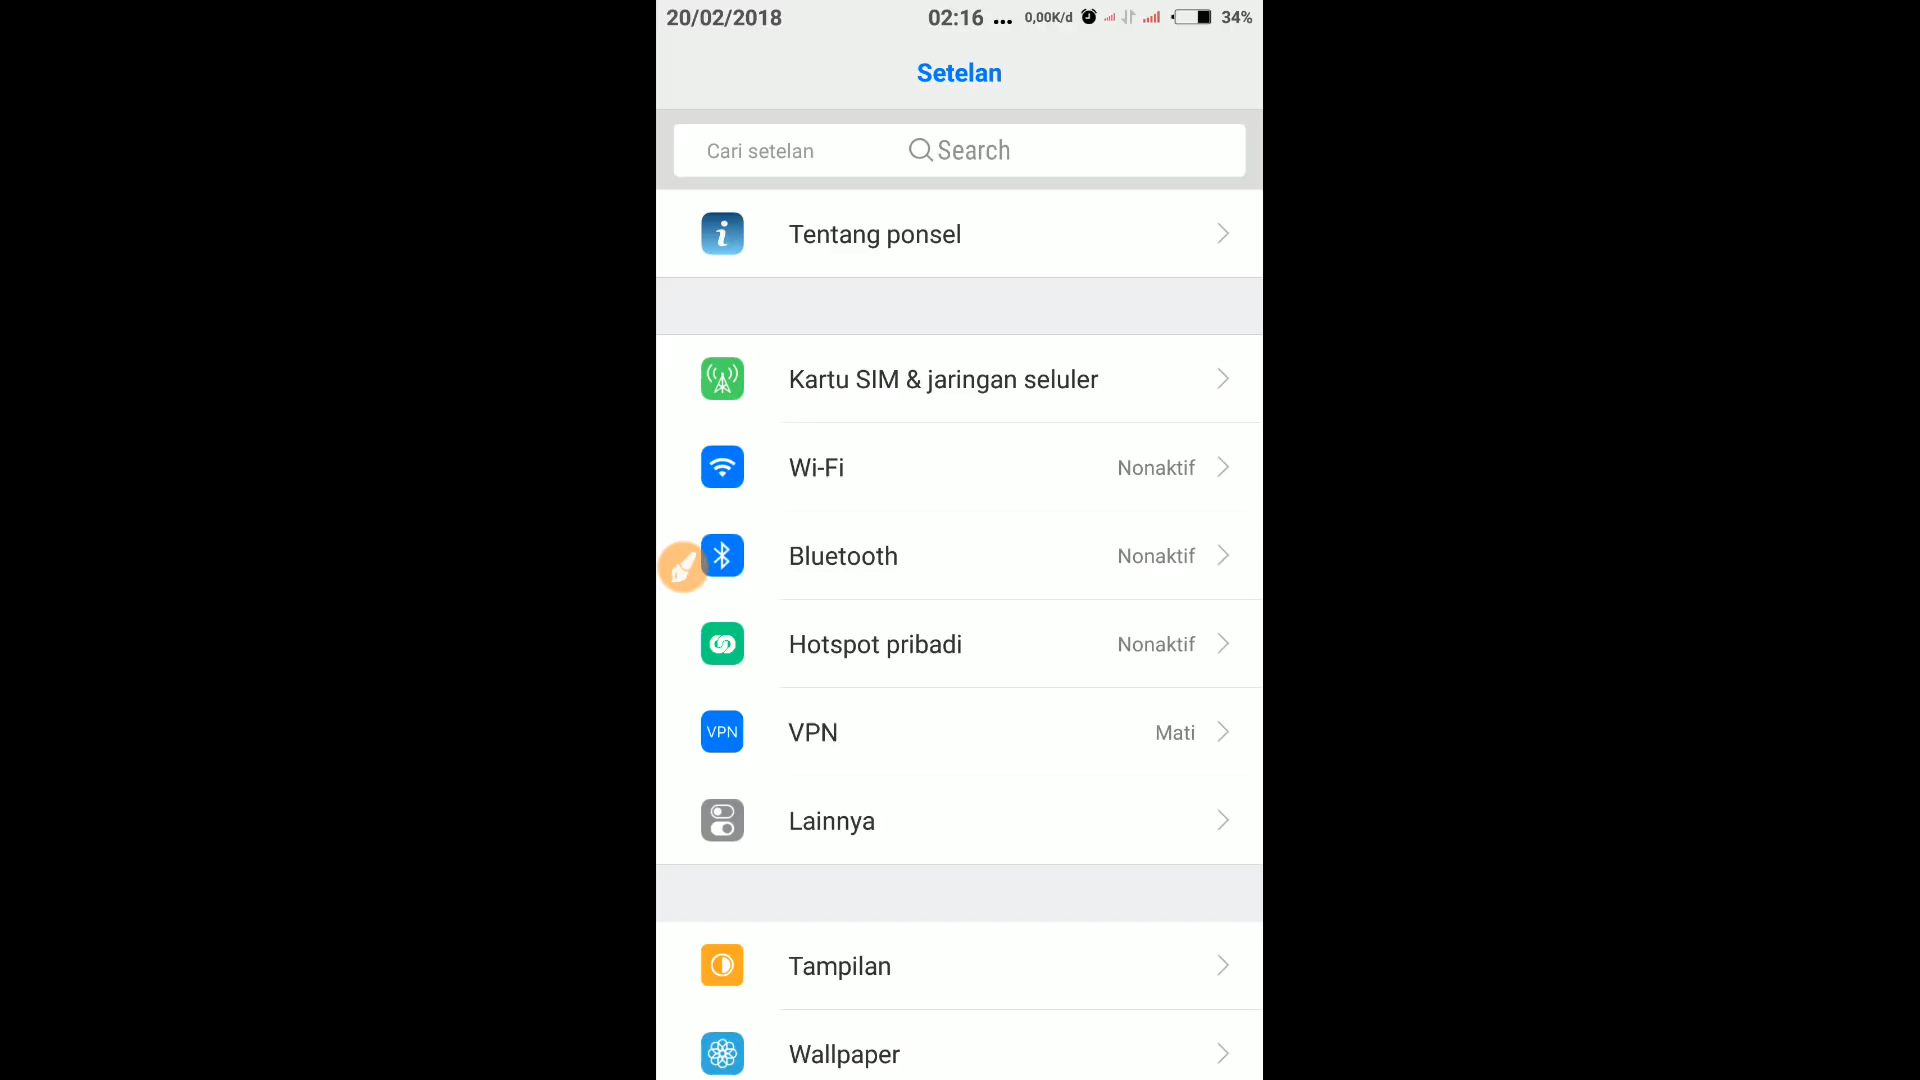 20/02/2018 02:16 ... 0,00K/d 34%
Setelan
Cari setelan Search
Tentang ponsel
Kartu SIM & jaringan seluler
Wi-Fi Nonaktif
Bluetooth Nonaktif
Hotspot pribadi Nonaktif
VPN VPN Mati
Lainnya
Tampilan
Wallpaper